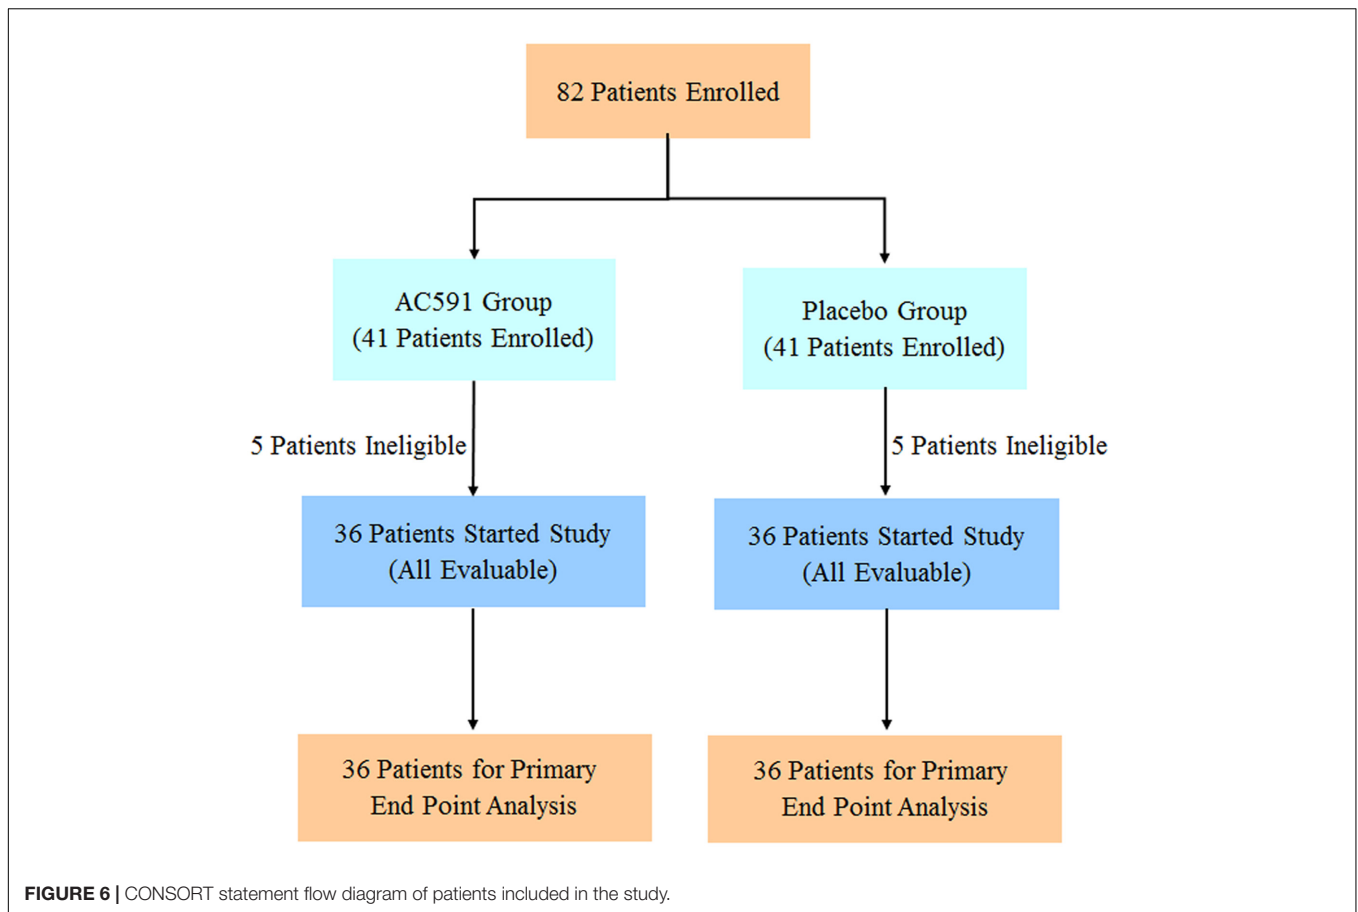 82 Patients Enrolled
AC591 Group
(41 Patients Enrolled)
Placebo Group
(41 Patients Enrolled)
5 Patients Ineligible
5 Patients Ineligible
36 Patients Started Study
(All Evaluable)
36 Patients Started Study
(All Evaluable)
36 Patients for Primary
End Point Analysis
36 Patients for Primary
End Point Analysis
FIGURE 6 | CONSORT statement flow diagram of patients included in the study.